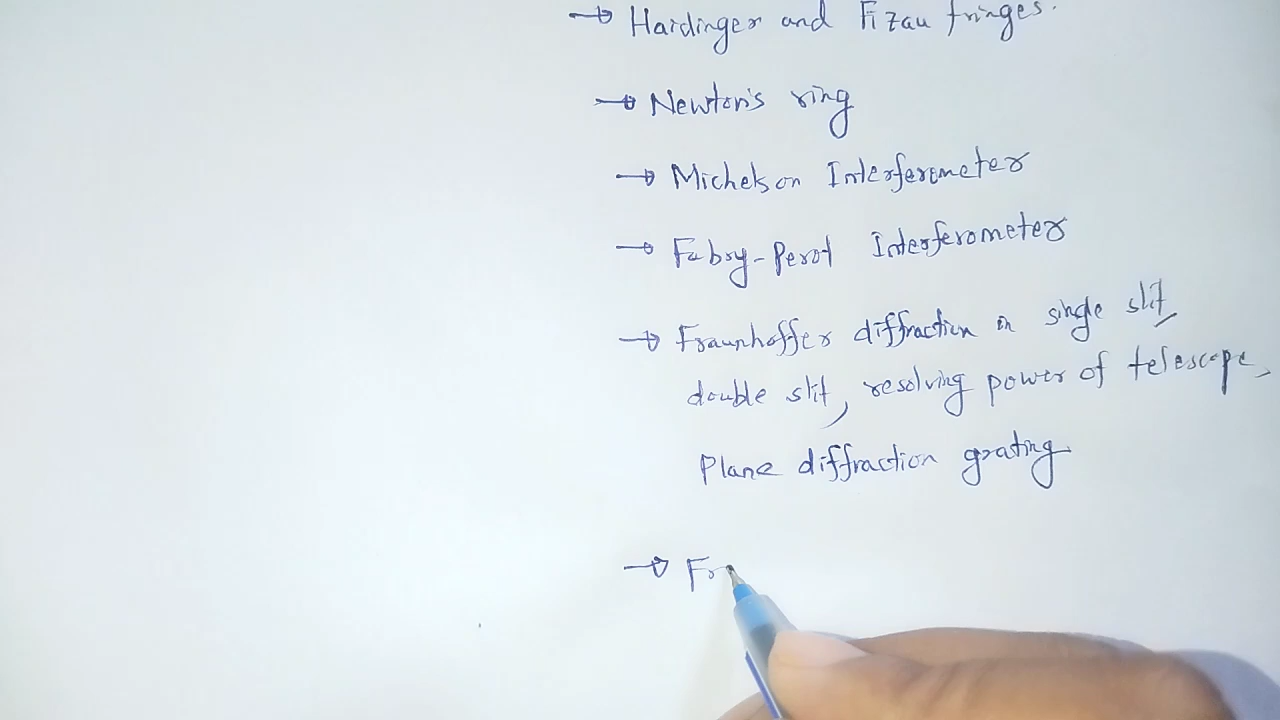 → Haidinger and Fizau fringes.
→ Newton's ring
→ Michelson Interferometer
→ Fabry-Perot Interferometer
→ Fraunhoffer diffraction in single slit,
double slit, resolving power of telescope,
Plane diffraction grating.
→ Fr